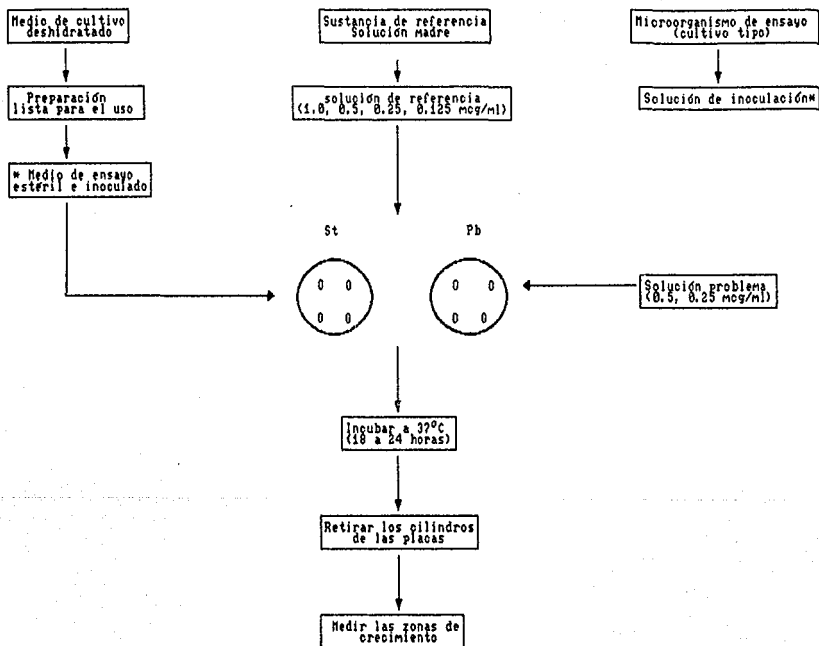 Medio de cultivo
deshidratado
Sustancia de referencia
Solución madre
Microorganismo de ensayo
(cultivo tipo)
Preparación
lista para el uso
solución de referencia
(1.0, 0.5, 0.25, 0.125 mcg/ml)
Solución de inoculación*
* Medio de ensayo
estéril e inoculado
St
Pb
0 0
0 0
0 0
0 0
Solución problema
(0.5, 0.25 mcg/ml)
Incubar a 37°C
(18 a 24 horas)
Retirar los cilindros
de las placas
Medir las zonas de
crecimiento